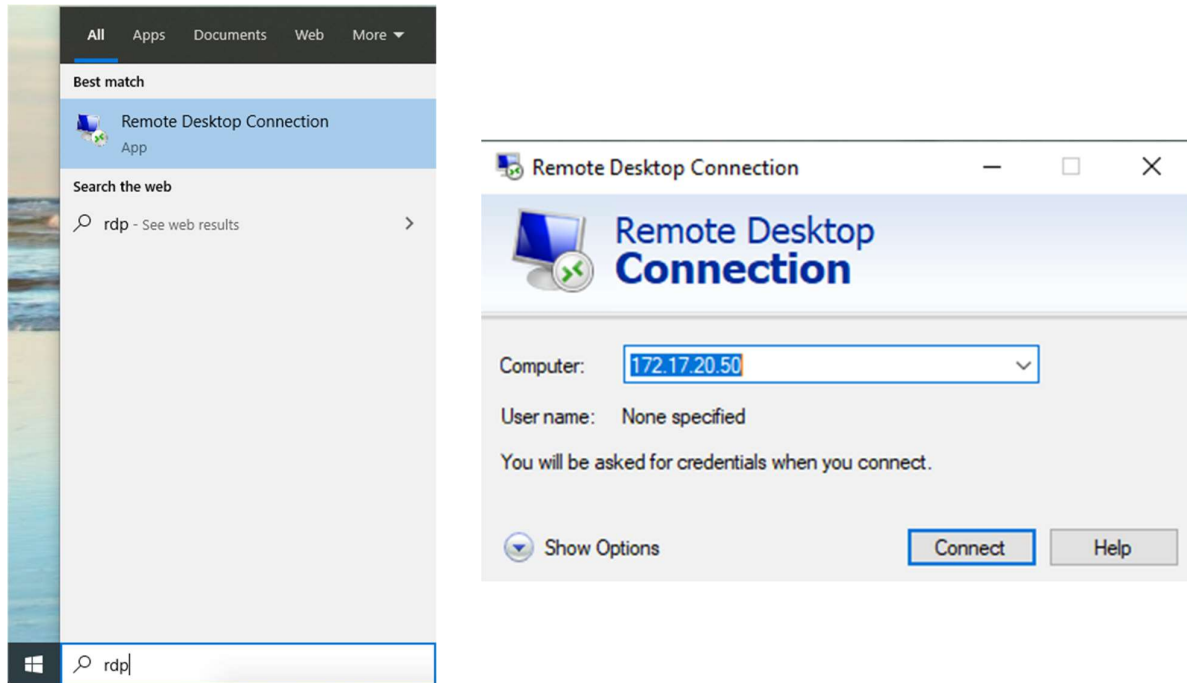 All Apps Documents Web More
Best match
Remote Desktop Connection
App
Search the web
rdp - See web results
rdp
Remote Desktop Connection
Remote Desktop
Connection
Computer: 172.17.20.50
User name: None specified
You will be asked for credentials when you connect.
Show Options Connect Help